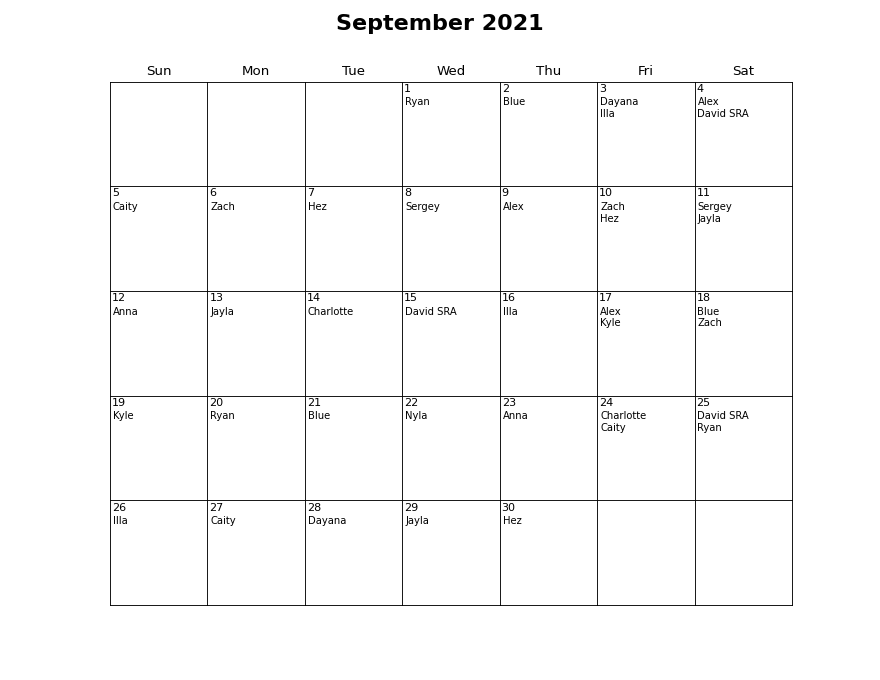 September 2021
Sun Mon Tue Wed Thu Fri Sat
1 2 3 4
Ryan Blue Dayana Alex
Illa David SRA
5 6 7 8 9 10 11
Caity Zach Hez Sergey Alex Zach Sergey
Hez Jayla
12 13 14 15 16 17 18
Anna Jayla Charlotte David SRA Illa Alex Blue
Kyle Zach
19 20 21 22 23 24 25
Kyle Ryan Blue Nyla Anna Charlotte David SRA
Caity Ryan
26 27 28 29 30
Illa Caity Dayana Jayla Hez